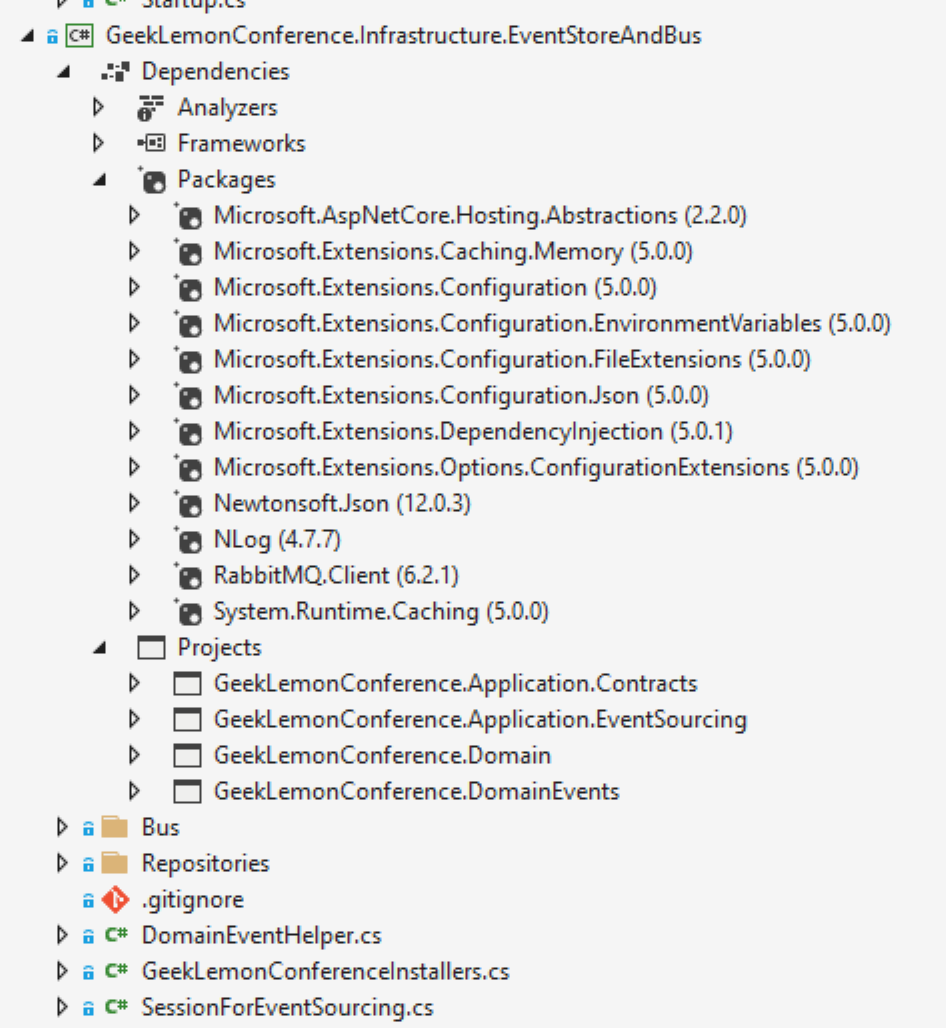 Startup.cs
C# GeekLemonConference.Infrastructure.EventStoreAndBus
Dependencies
Analyzers
Frameworks
Packages
Microsoft.AspNetCore.Hosting.Abstractions (2.2.0)
Microsoft.Extensions.Caching.Memory (5.0.0)
Microsoft.Extensions.Configuration (5.0.0)
Microsoft.Extensions.Configuration.EnvironmentVariables (5.0.0)
Microsoft.Extensions.Configuration.FileExtensions (5.0.0)
Microsoft.Extensions.Configuration.Json (5.0.0)
Microsoft.Extensions.DependencyInjection (5.0.1)
Microsoft.Extensions.Options.ConfigurationExtensions (5.0.0)
Newtonsoft.Json (12.0.3)
NLog (4.7.7)
RabbitMQ.Client (6.2.1)
System.Runtime.Caching (5.0.0)
Projects
GeekLemonConference.Application.Contracts
GeekLemonConference.Application.EventSourcing
GeekLemonConference.Domain
GeekLemonConference.DomainEvents
Bus
Repositories
.gitignore
C# DomainEventHelper.cs
C# GeekLemonConferenceInstallers.cs
C# SessionForEventSourcing.cs